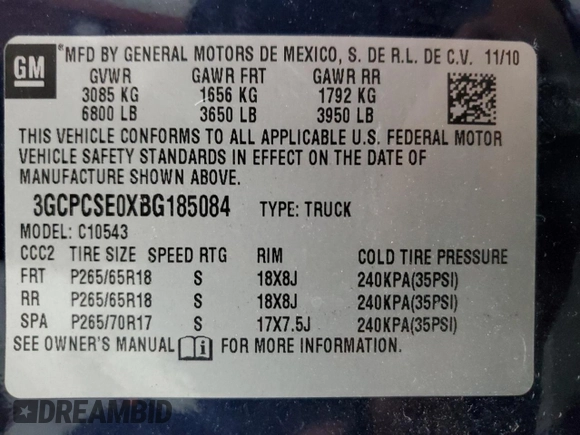 GM MFD BY GENERAL MOTORS DE MEXICO, S. DE R.L. DE C.V. 11/10
GVWR GAWR FRT GAWR RR
3085 KG 1656 KG 1792 KG
6800 LB 3650 LB 3950 LB
THIS VEHICLE CONFORMS TO ALL APPLICABLE U.S. FEDERAL MOTOR
VEHICLE SAFETY STANDARDS IN EFFECT ON THE DATE OF
MANUFACTURE SHOWN ABOVE.
3GCPCSE0XBG185084 TYPE: TRUCK
MODEL: C10543
CCC2 TIRE SIZE SPEED RTG RIM
FRT P265/65R18 S 18X8J 240KPA(35PSI)
RR P265/65R18 S 18X8J 240KPA(35PSI)
SPA P265/70R17 S 17X7.5J 240KPA(35PSI)
SEE OWNER'S MANUAL FOR MORE INFORMATION.
DREAMBID